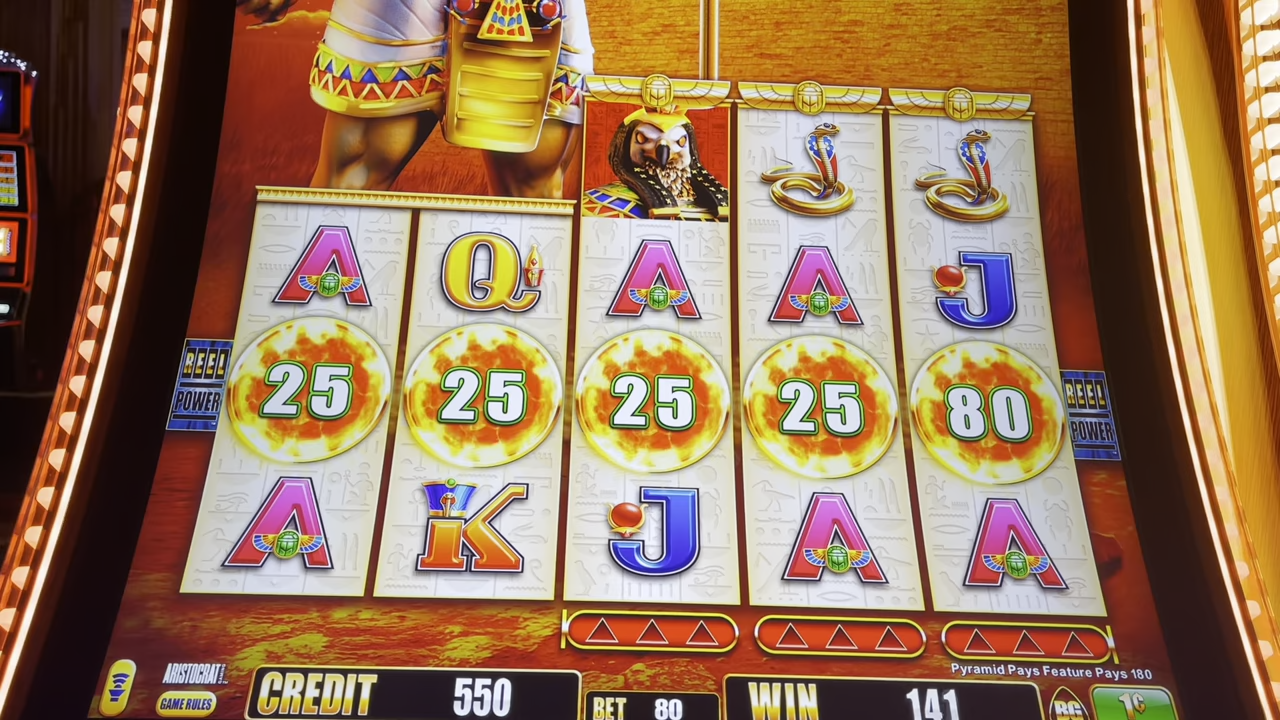 A Q A A J
REEL POWER
25 25 25 25 80
REEL POWER
A K J A A
Pyramid Pays Feature Pays 180
ARISTOCRAT
GAME RULES
CREDIT 550
BET 80
WIN 141
RG
1¢